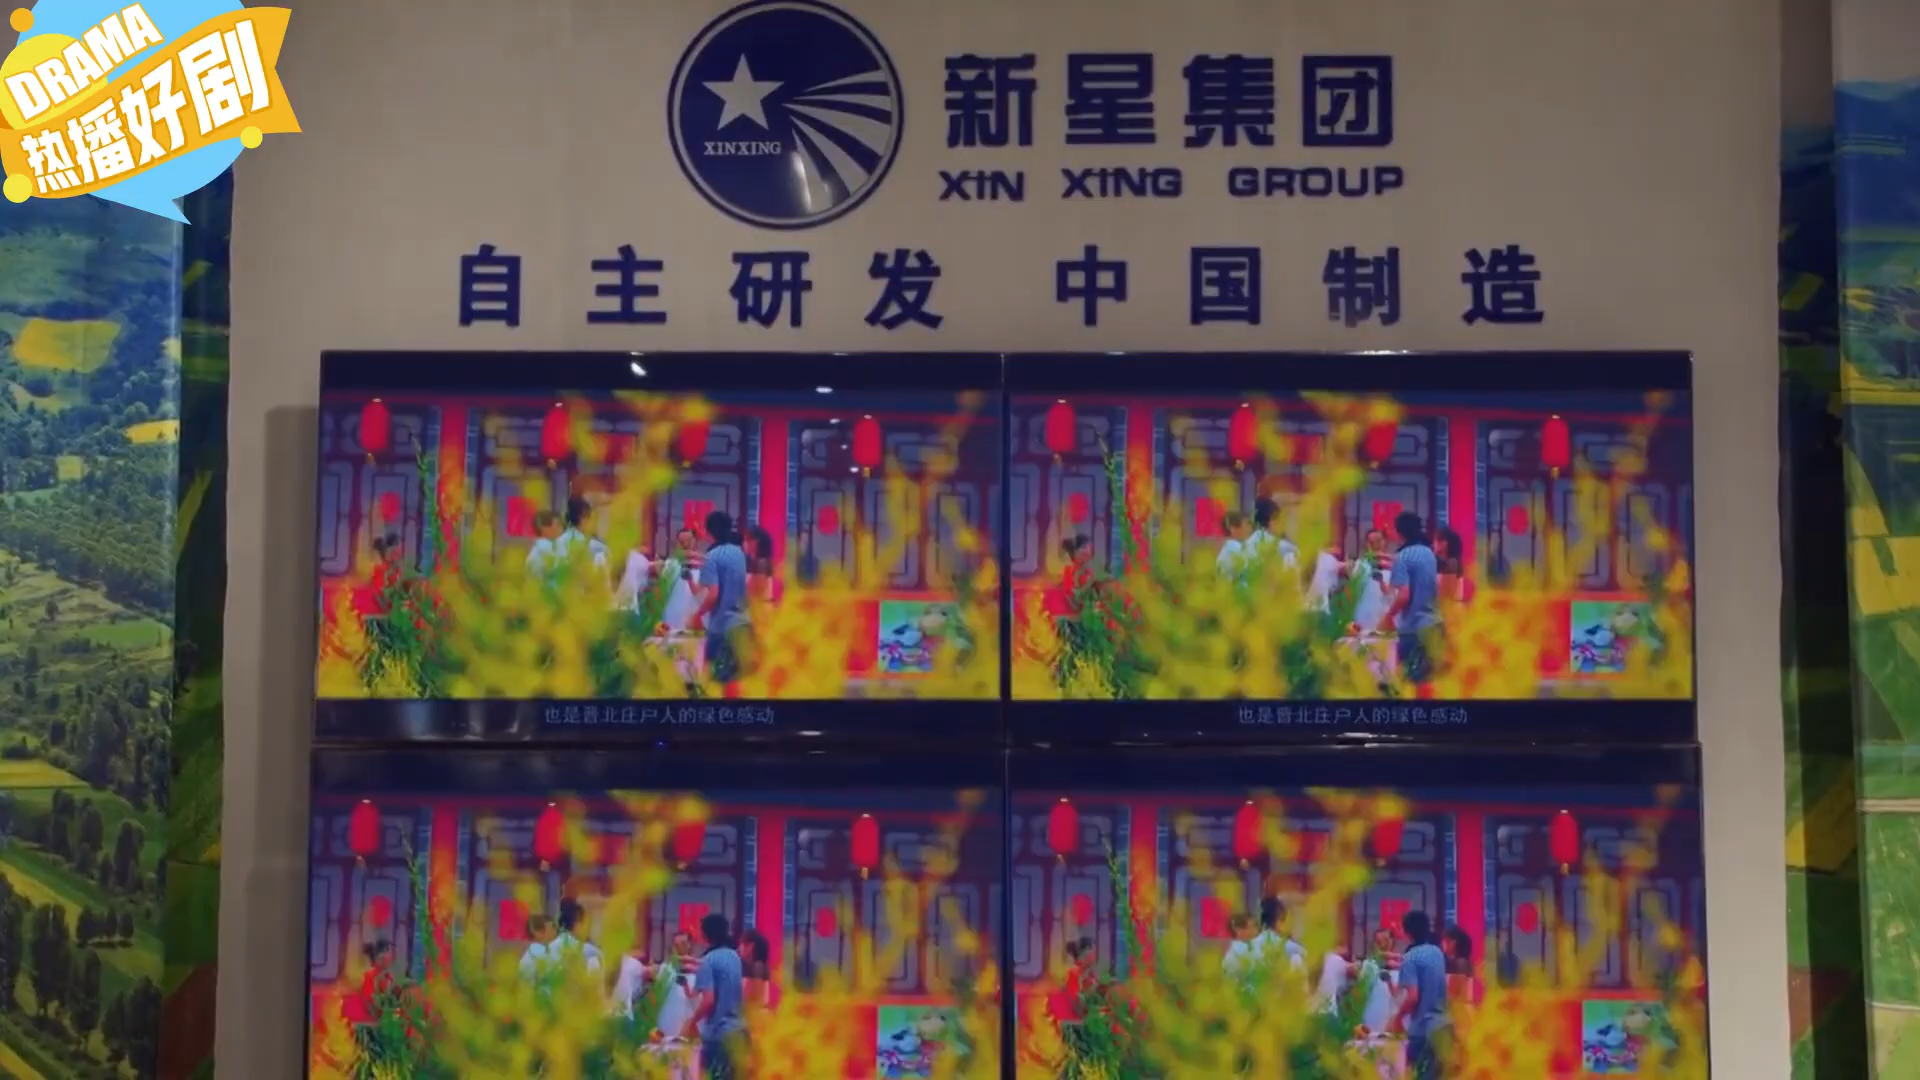 DRAMA
热播好剧
XINXING
新星集团
XIN XING GROUP
自主研发 中国制造
也是晋北庄户人的绿色感动
也是晋北庄户人的绿色感动